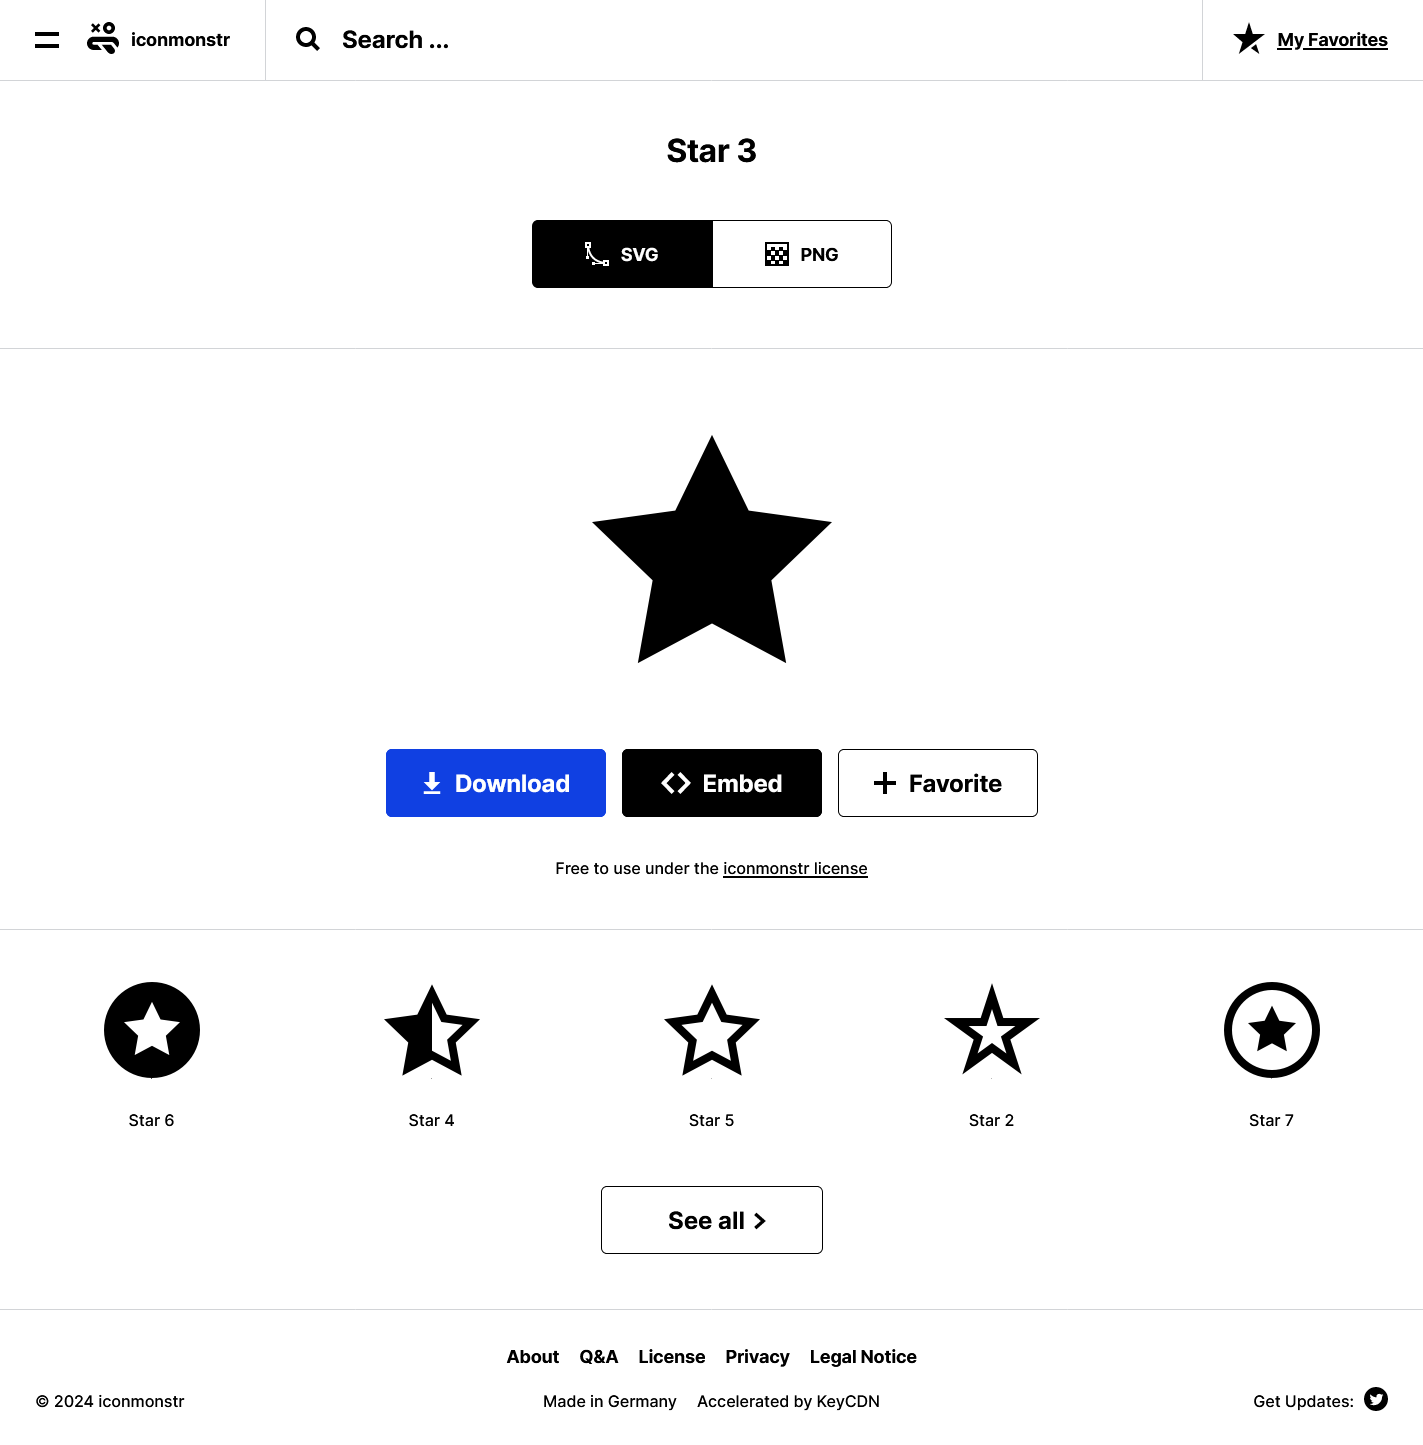 iconmonstr
Search ...
My Favorites
Star 3
SVG
PNG
Download
Embed
Favorite
Free to use under the iconmonstr license
Star 6
Star 4
Star 5
Star 2
Star 7
See all
About Q&A License Privacy Legal Notice
© 2024 iconmonstr
Made in Germany Accelerated by KeyCDN
Get Updates: